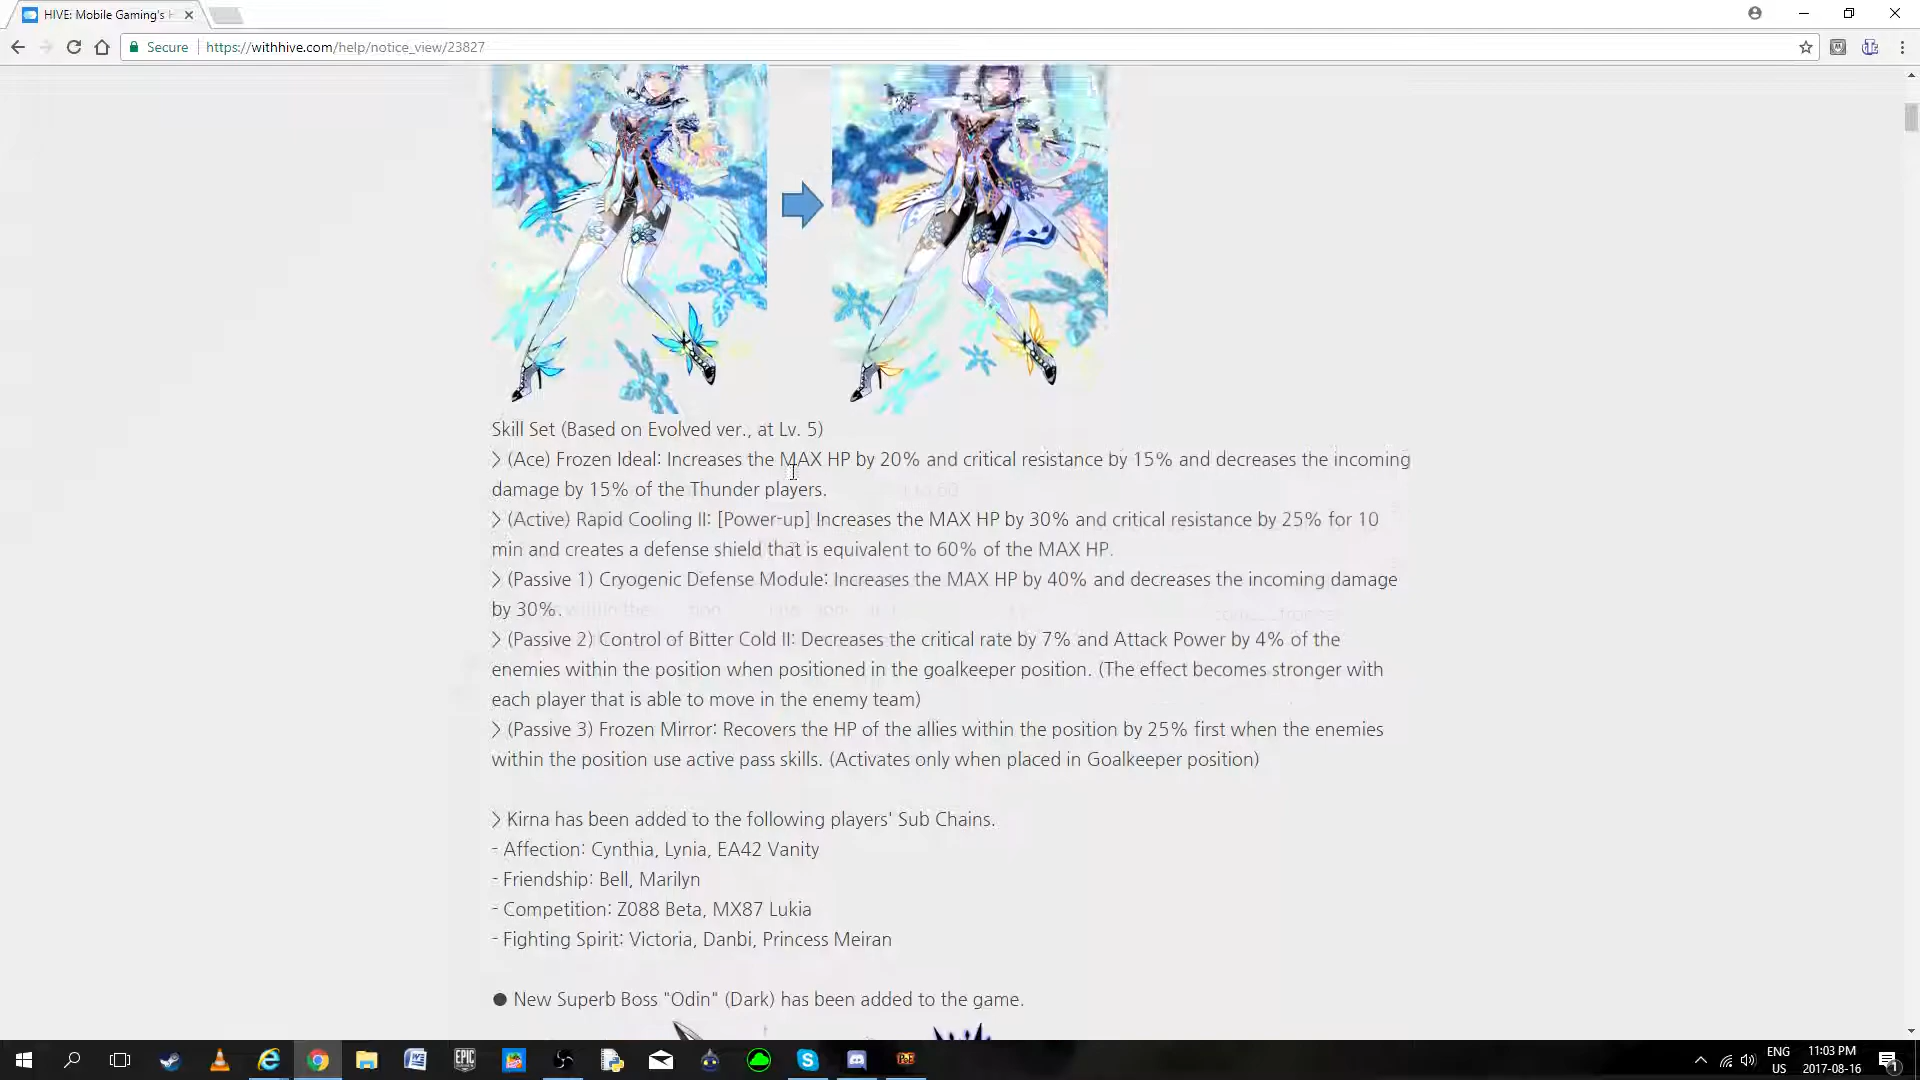 HIVE: Mobile Gaming's H
Secure
https://withhive.com/help/notice_view/23827
Skill Set (Based on Evolved ver., at Lv. 5)
> (Ace) Frozen Ideal: Increases the MAX HP by 20% and critical resistance by 15% and decreases the incoming
damage by 15% of the Thunder players.
> (Active) Rapid Cooling II: [Power-up] Increases the MAX HP by 30% and critical resistance by 25% for 10
min and creates a defense shield that is equivalent to 60% of the MAX HP.
> (Passive 1) Cryogenic Defense Module: Increases the MAX HP by 40% and decreases the incoming damage
by 30%.
> (Passive 2) Control of Bitter Cold II: Decreases the critical rate by 7% and Attack Power by 4% of the
enemies within the position when positioned in the goalkeeper position. (The effect becomes stronger with
each player that is able to move in the enemy team)
> (Passive 3) Frozen Mirror: Recovers the HP of the allies within the position by 25% first when the enemies
within the position use active pass skills. (Activates only when placed in Goalkeeper position)
> Kirna has been added to the following players' Sub Chains.
- Affection: Cynthia, Lynia, EA42 Vanity
- Friendship: Bell, Marilyn
- Competition: Z088 Beta, MX87 Lukia
- Fighting Spirit: Victoria, Danbi, Princess Meiran
● New Superb Boss "Odin" (Dark) has been added to the game.
EPIC
GAMES
PoE
ENG
US
11:03 PM
2017-08-16